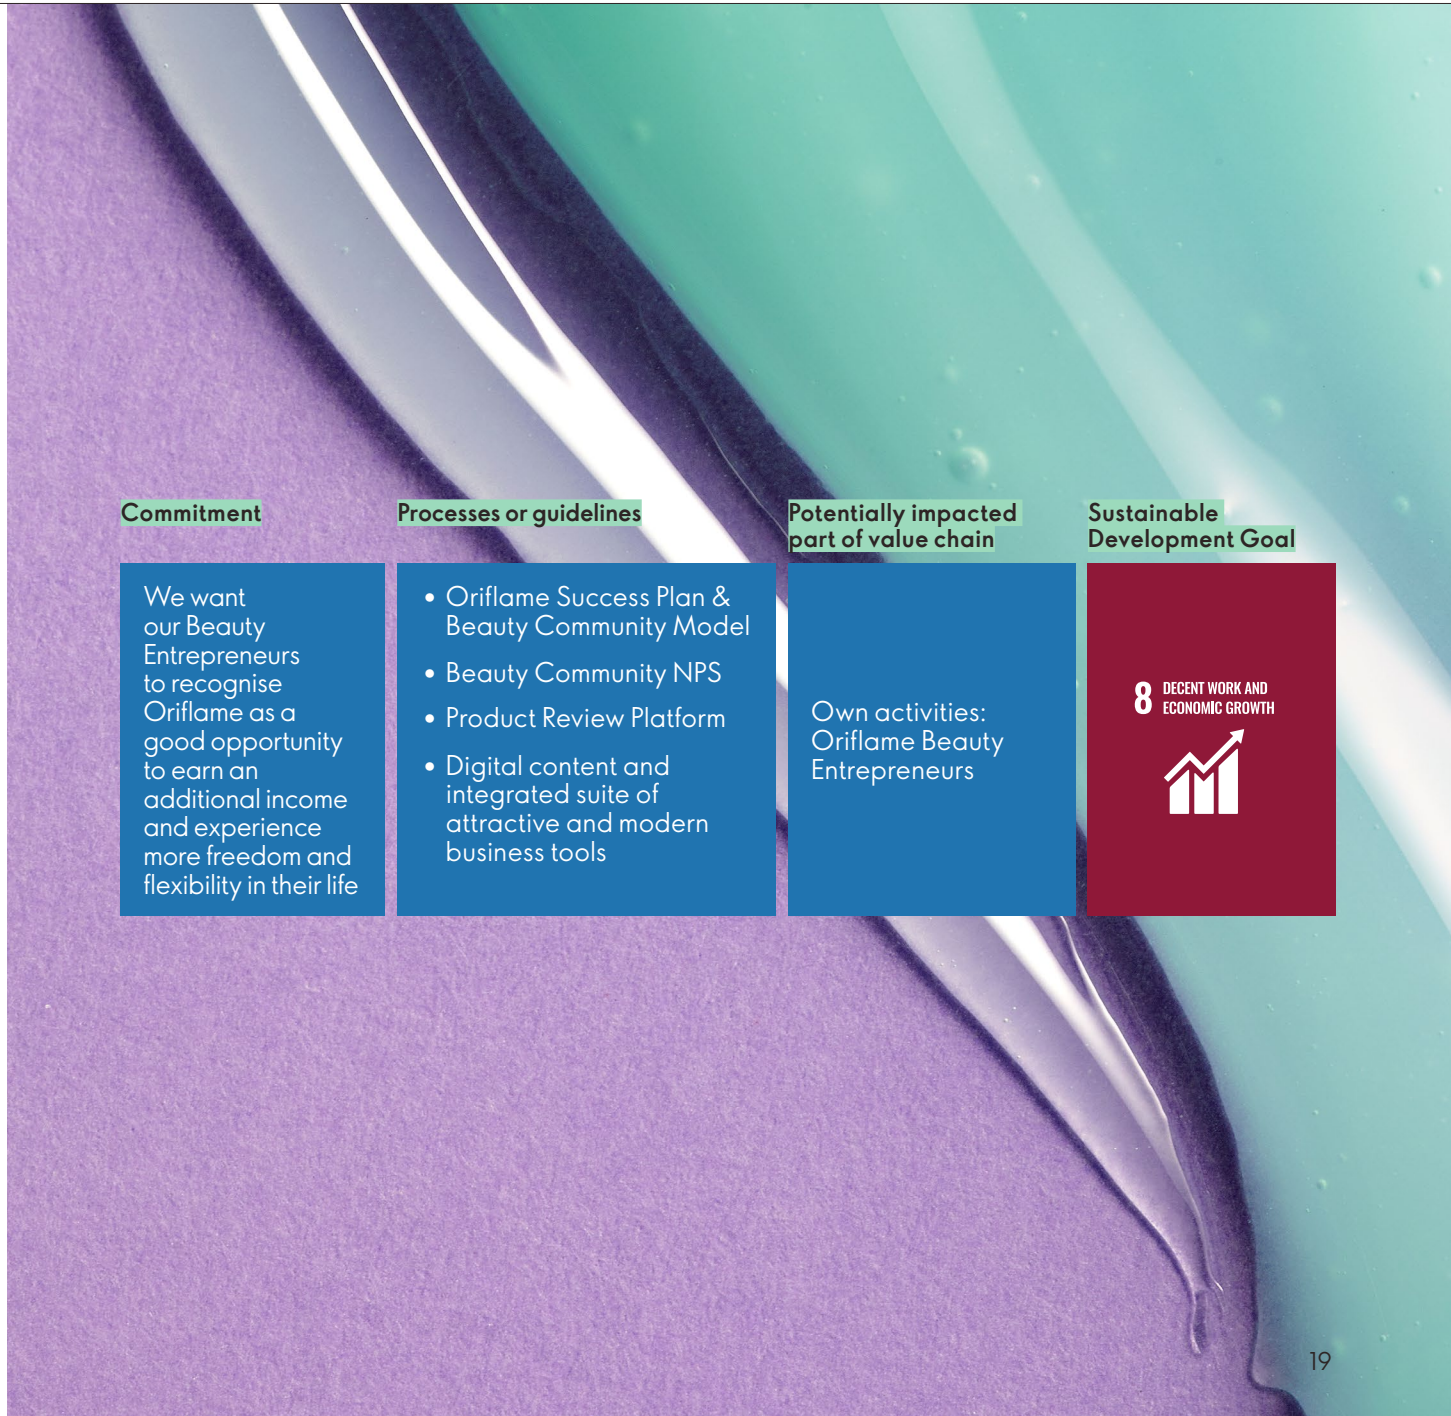 Commitment
We want
our Beauty
Entrepreneurs
to recognise
Oriflame as a
good opportunity
to earn an
additional income
and experience
more freedom and
flexibility in their life
Processes or guidelines
• Oriflame Success Plan &
Beauty Community Model
• Beauty Community NPS
• Product Review Platform
• Digital content and
integrated suite of
attractive and modern
business tools
Potentially impacted
part of value chain
Own activities:
Oriflame Beauty
Entrepreneurs
Sustainable
Development Goal
8 DECENT WORK AND
ECONOMIC GROWTH
19